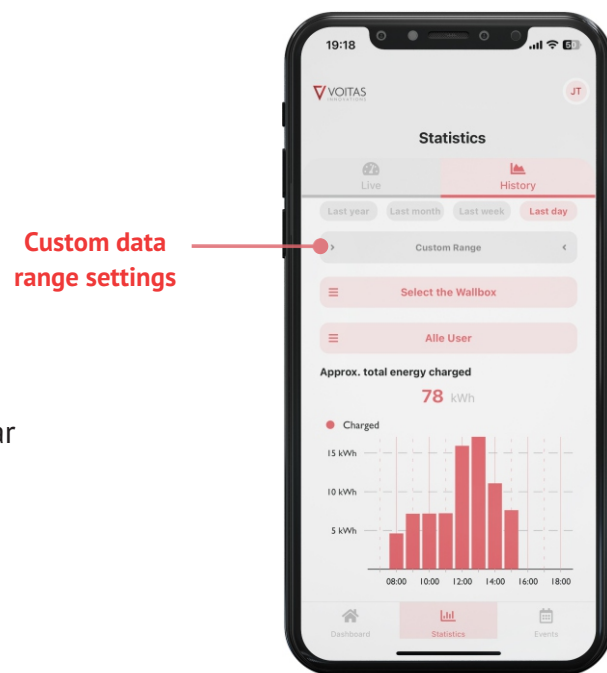 19:18
VOITAS
INNOVATIONS
JT
Statistics
Live
History
Last year
Last month
Last week
Last day
Custom Range
Custom data
range settings
Select the Wallbox
Alle User
Approx. total energy charged
78 kWh
Charged
ar
15 kWh
10 kWh
5 kWh
08:00 10:00 12:00 14:00 16:00 18:00
Dashboard
Statistics
Events